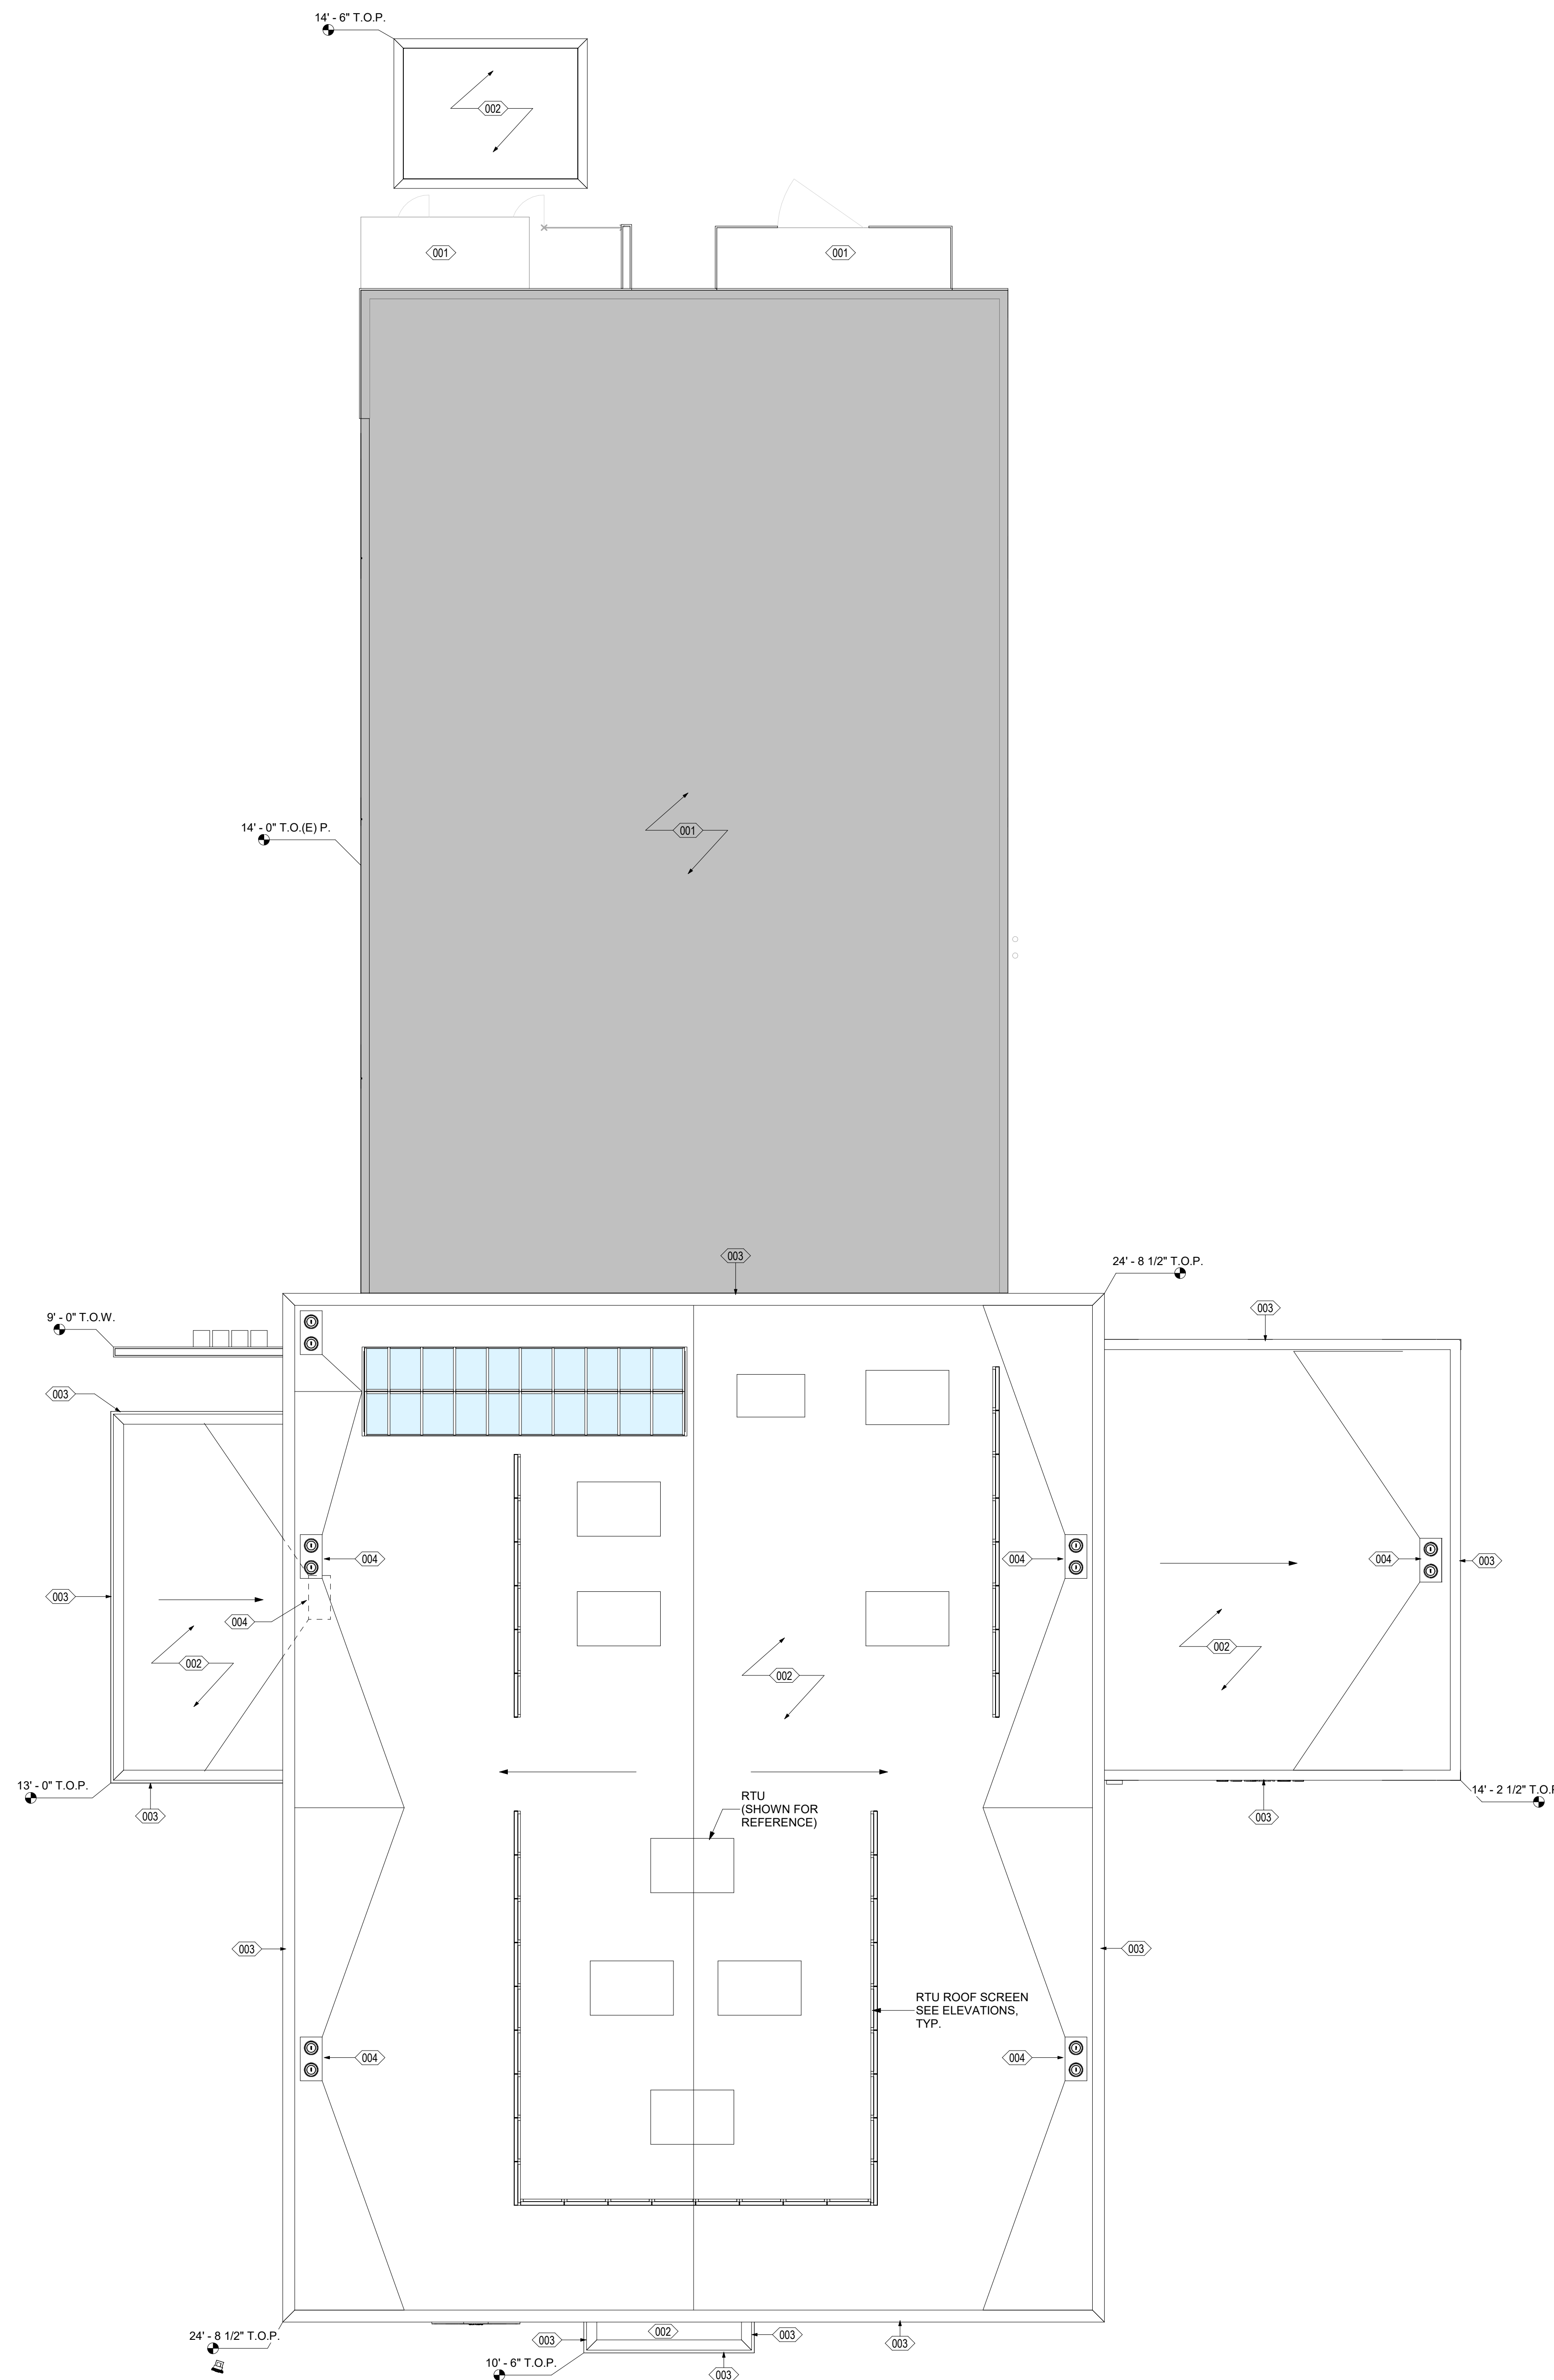 14' - 6" T.O.P.
002
001
001
14' - 0" T.O.(E) P.
001
003
24' - 8 1/2" T.O.P.
9' - 0" T.O.W.
003
003
004
004
004
003
003
004
002
002
002
13' - 0" T.O.P.
14' - 2 1/2" T.O.
RTU
(SHOWN FOR
REFERENCE)
003
003
003
003
RTU ROOF SCREEN
SEE ELEVATIONS,
TYP.
004
004
002
24' - 8 1/2" T.O.P.
003
003
003
10' - 6" T.O.P.
003